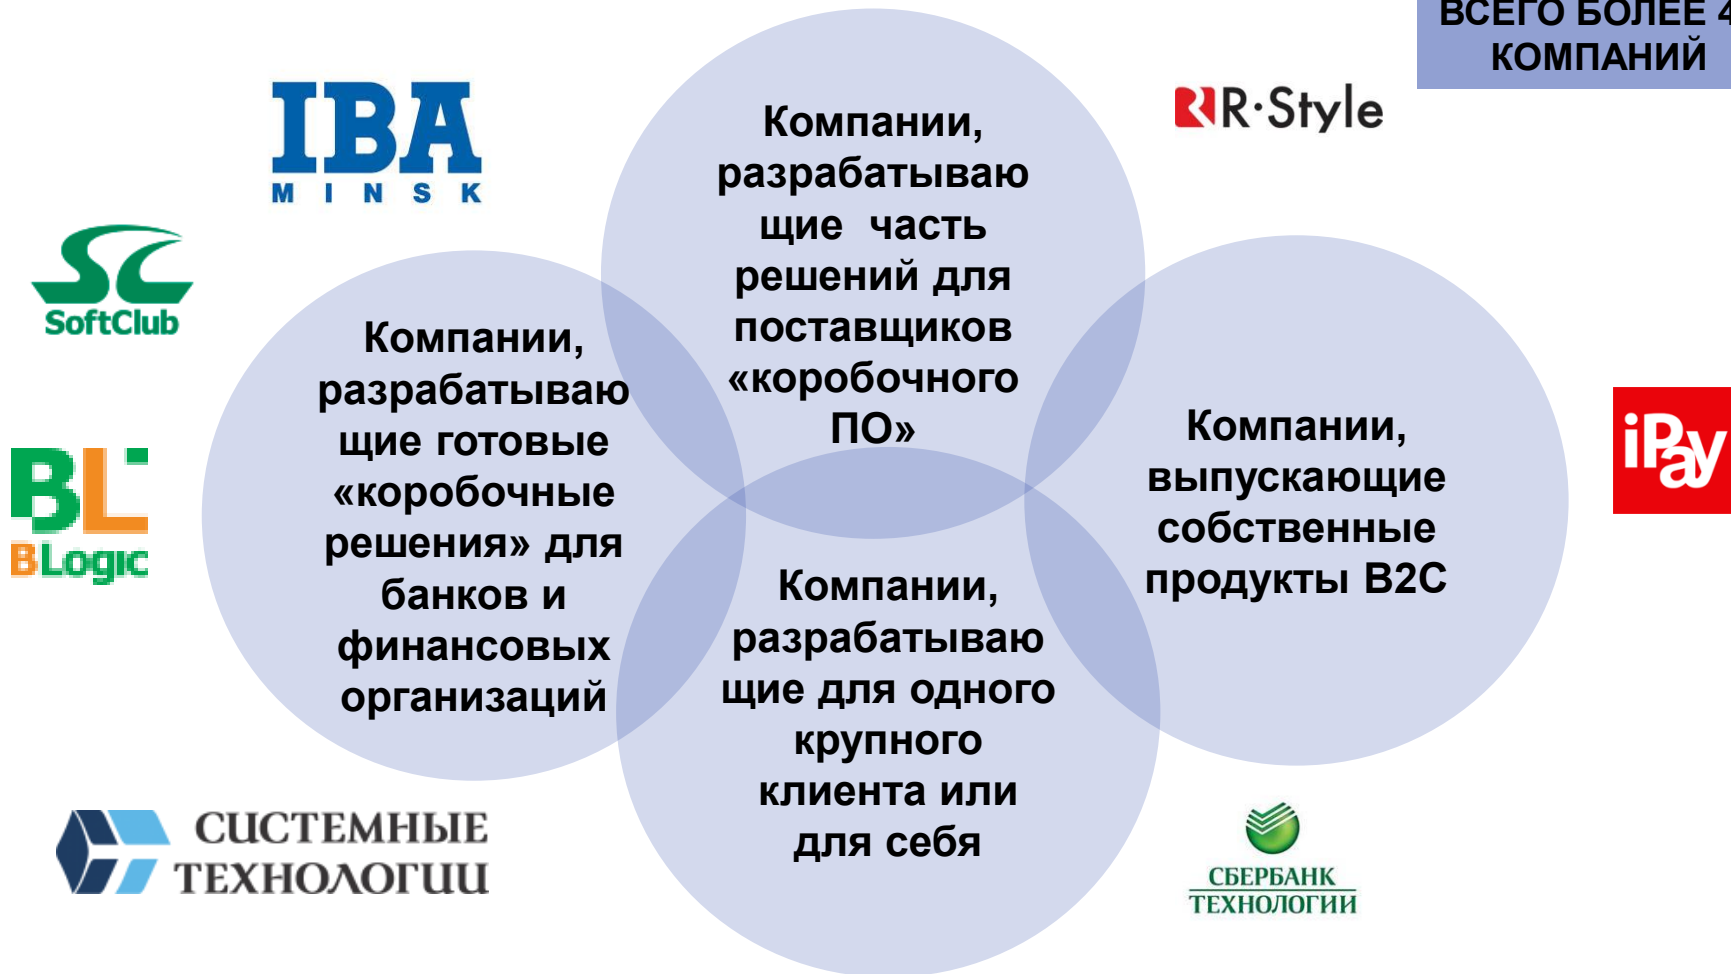 ВСЕГО БОЛЕЕ 4
КОМПАНИЙ
IBA
MINSK
R·Style
SC
SoftClub
Компании,
разрабатываю
щие часть
решений для
поставщиков
«коробочного
ПО»
Компании,
разрабатываю
щие готовые
«коробочные
решения» для
банков и
финансовых
организаций
Компании,
выпускающие
собственные
продукты B2C
iPay
BL
BLogic
Компании,
разрабатываю
щие для одного
крупного
клиента или
для себя
СИСТЕМНЫЕ
ТЕХНОЛОГИИ
СБЕРБАНК
ТЕХНОЛОГИИ